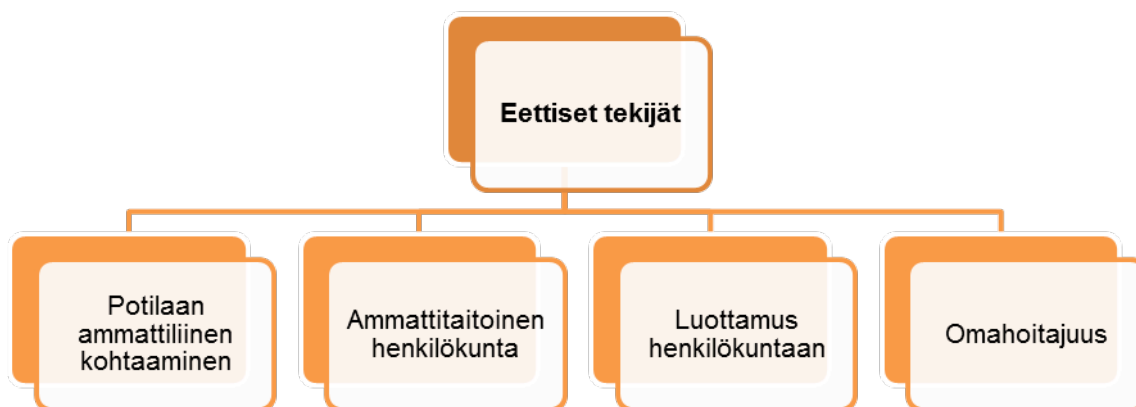 Eettiset tekijät
Potilaan
ammattiliinen
kohtaaminen
Ammattitaitoinen
henkilökunta
Luottamus
henkilökuntaan
Omahoitajuus